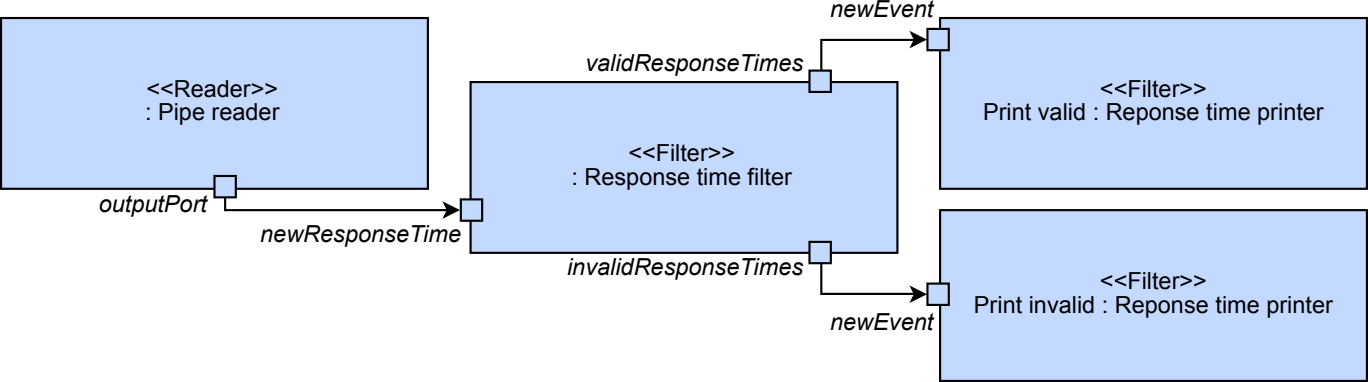 <<Reader>>
: Pipe reader
outputPort
newResponseTime
<<Filter>>
: Response time filter
validResponseTimes
invalidResponseTimes
newEvent
<<Filter>>
Print valid : Reponse time printer
newEvent
<<Filter>>
Print invalid : Reponse time printer